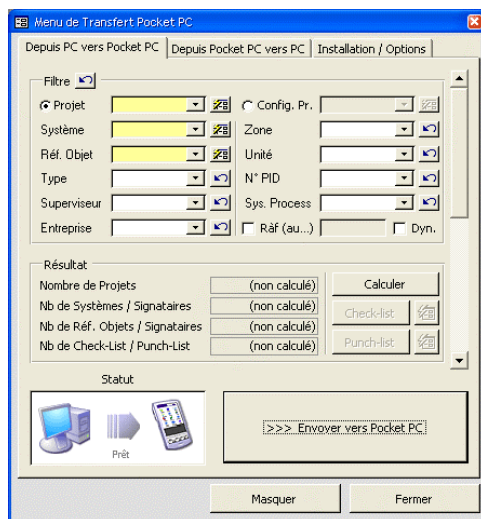 Menu de Transfert Pocket PC
Depuis PC vers Pocket PC Depuis Pocket PC vers PC Installation / Options
Filtre
Projet Config. Pr.
Système Zone
Réf. Objet Unité
Type N° PID
Superviseur Sys. Process
Entreprise Ràf (au...) Dyn.
Résultat
Nombre de Projets (non calculé) Calculer
Nb de Systèmes / Signataires (non calculé) Check-list
Nb de Réf. Objets / Signataires (non calculé)
Nb de Check-List / Punch-List (non calculé) Punch-list
Statut
Prêt
>>> Envoyer vers Pocket PC
Masquer Fermer